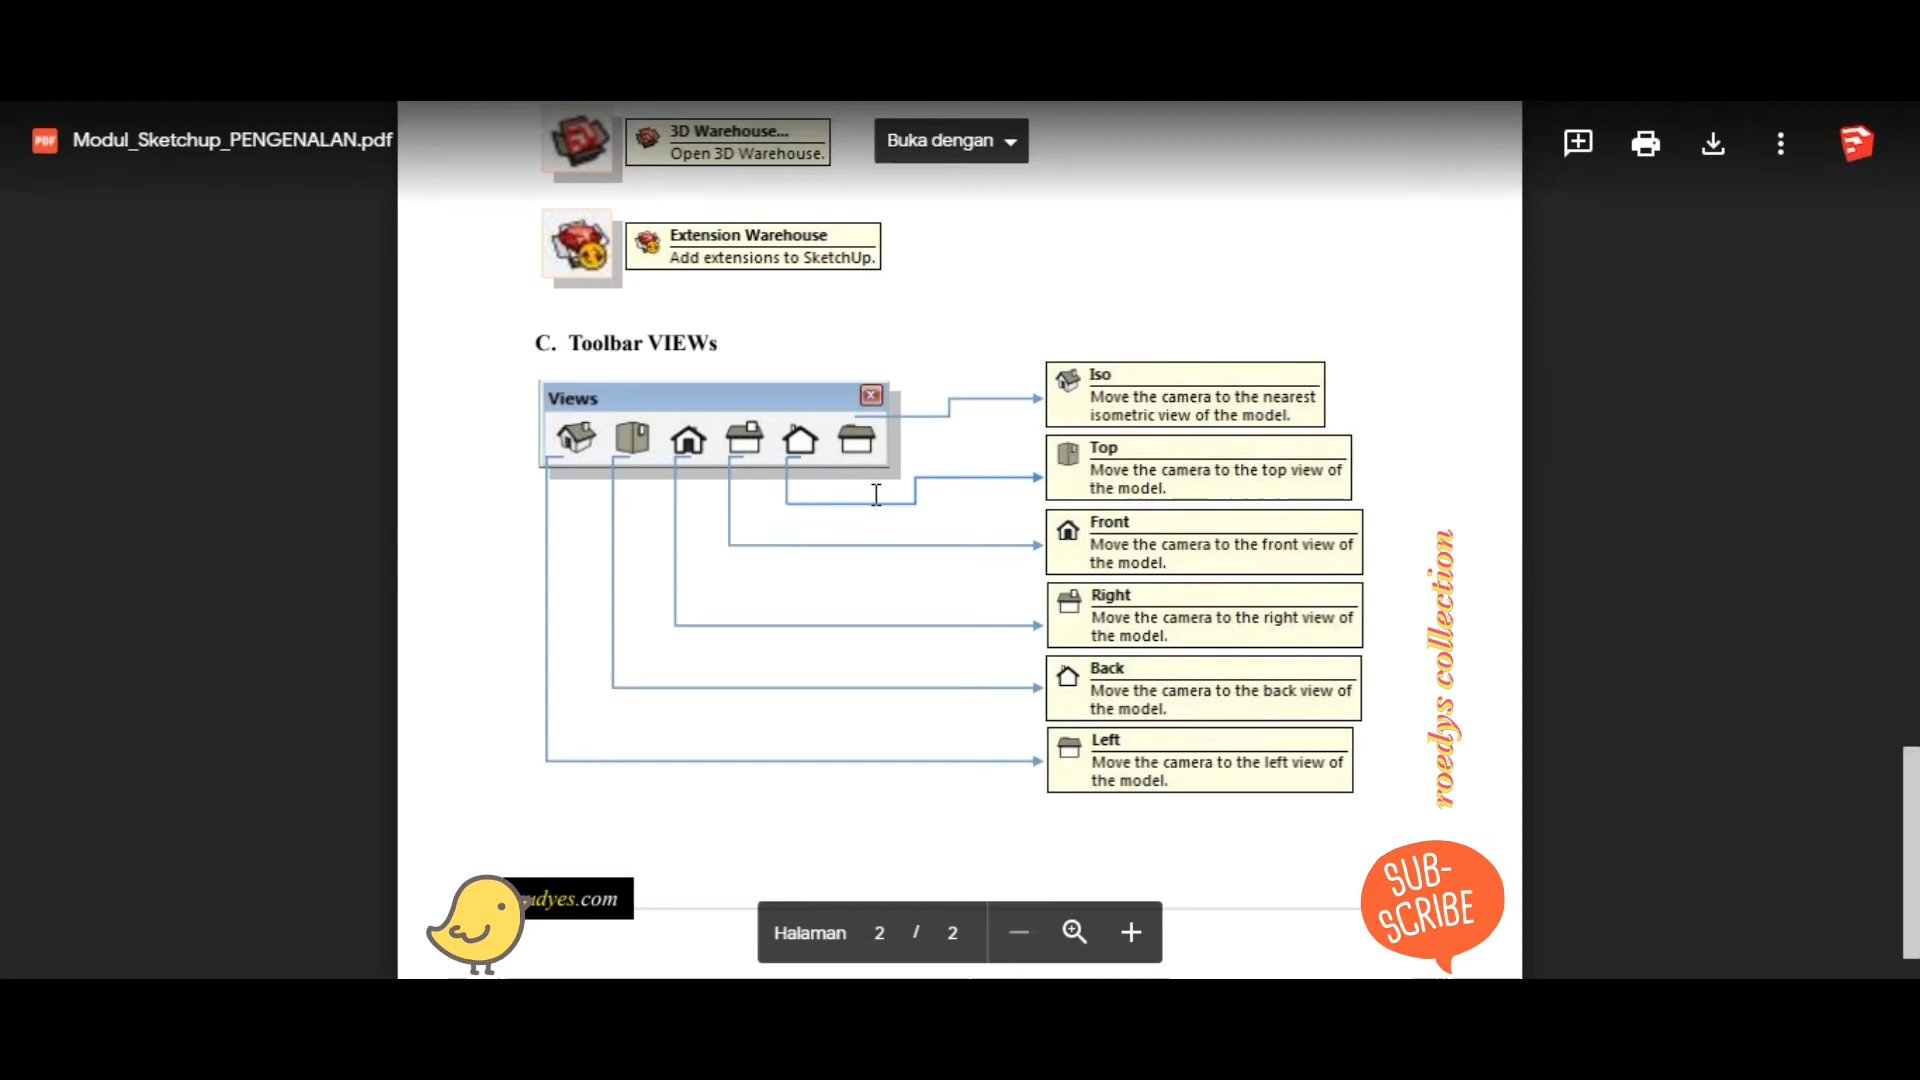 PDF
Modul_Sketchup_PENGENALAN.pdf
3D Warehouse...
Open 3D Warehouse.
Buka dengan
Extension Warehouse
Add extensions to SketchUp.
C. Toolbar VIEWs
Views
Iso
Move the camera to the nearest
isometric view of the model.
Top
Move the camera to the top view of
the model.
Front
Move the camera to the front view of
the model.
Right
Move the camera to the right view of
the model.
Back
Move the camera to the back view of
the model.
Left
Move the camera to the left view of
the model.
roedys collection
SUB-
SCRIBE
udyes.com
Halaman 2 / 2